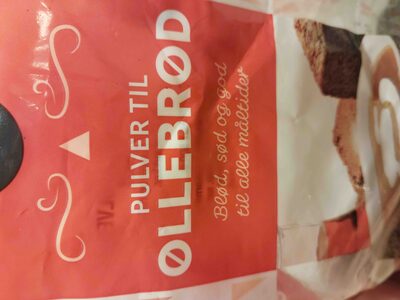 PULVER TIL
ØLLEBRØD
Blød, sød og god
til alle måltider